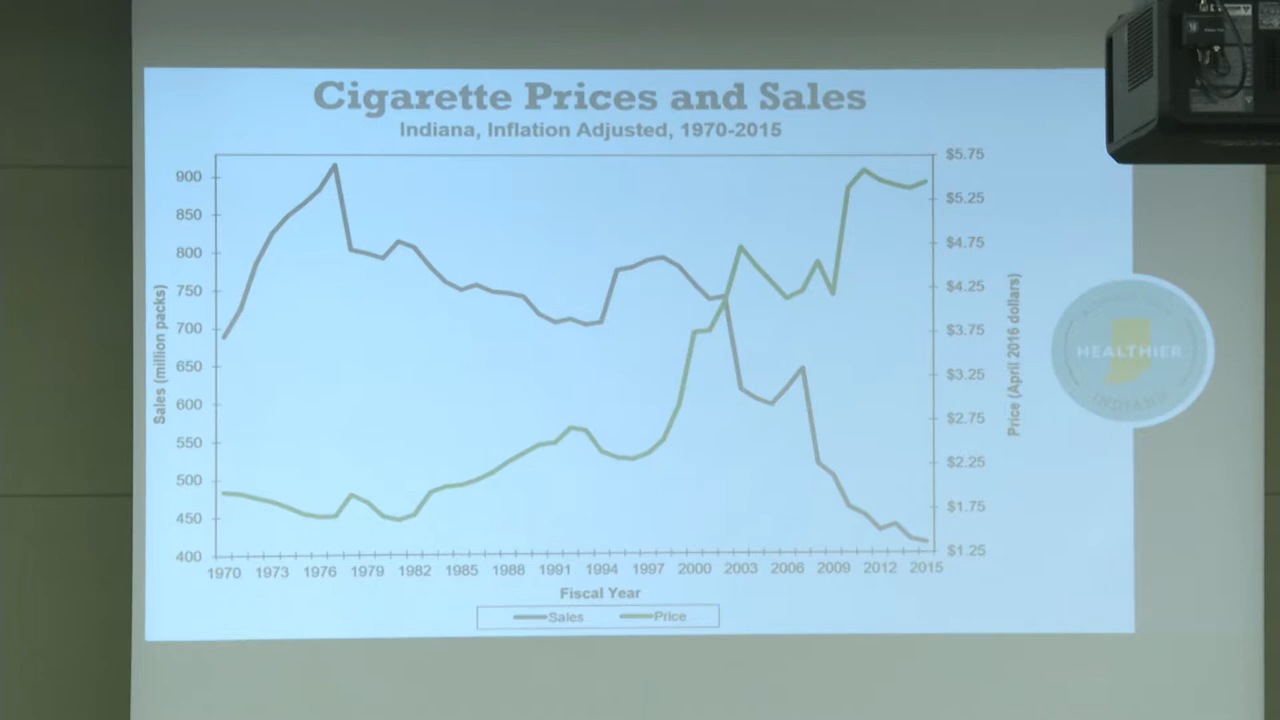 Cigarette Prices and Sales
Indiana, Inflation Adjusted, 1970-2015
Sales (million packs)
900
850
800
750
700
650
600
550
500
450
400
$5.75
$5.25
$4.75
$4.25
$3.75
$3.25
$2.75
$2.25
$1.75
$1.25
Price (April 2016 dollars)
1970 1973 1976 1979 1982 1985 1988 1991 1994 1997 2000 2003 2006 2009 2012 2015
Fiscal Year
Sales Price
HEALTHIER
INDIANA